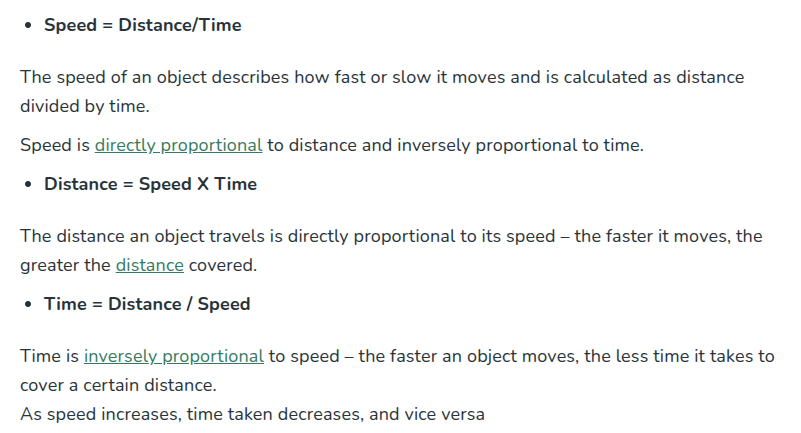 • Speed = Distance/Time
The speed of an object describes how fast or slow it moves and is calculated as distance
divided by time.
Speed is directly proportional to distance and inversely proportional to time.
• Distance = Speed X Time
The distance an object travels is directly proportional to its speed – the faster it moves, the
greater the distance covered.
• Time = Distance / Speed
Time is inversely proportional to speed – the faster an object moves, the less time it takes to
cover a certain distance.
As speed increases, time taken decreases, and vice versa